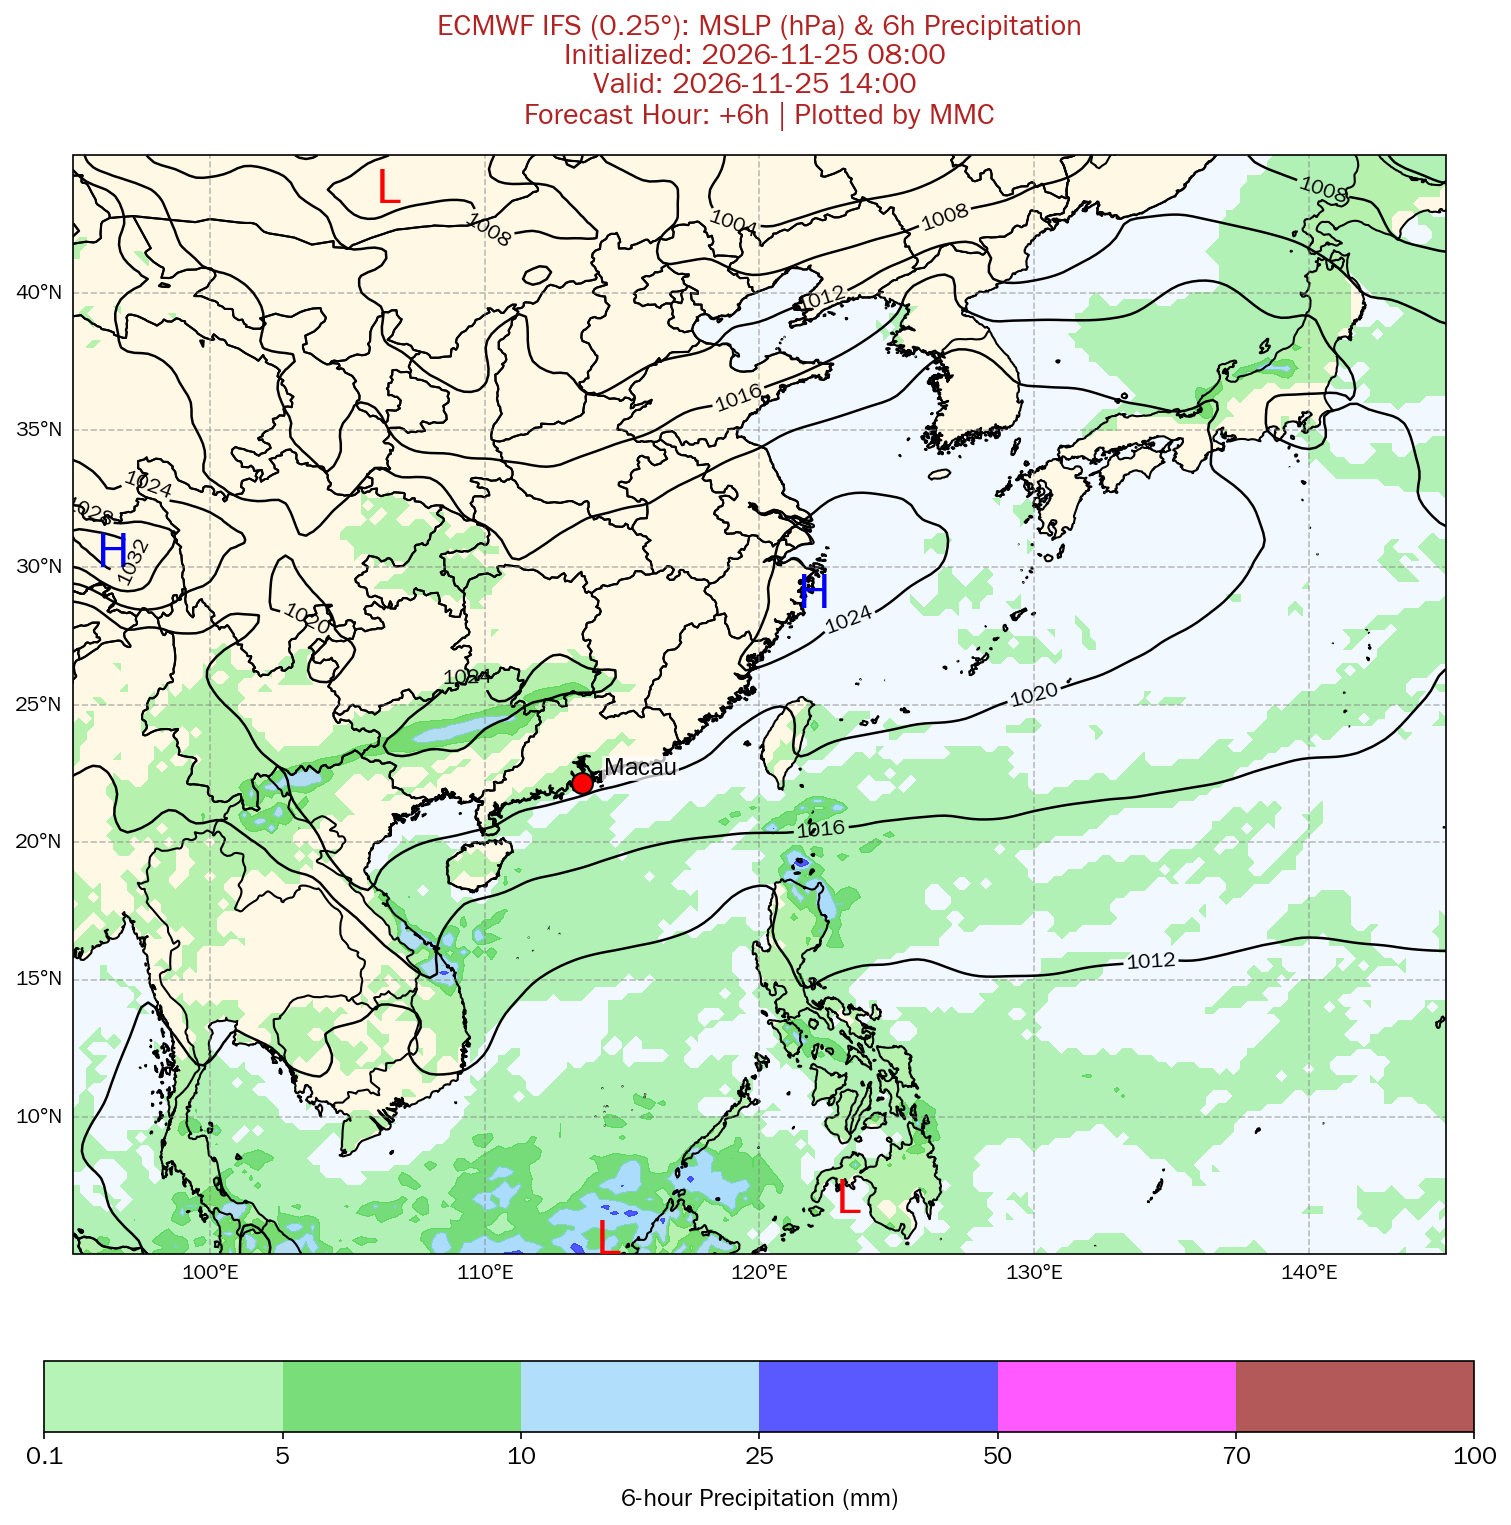 ECMWF IFS (0.25°): MSLP (hPa) & 6h Precipitation
Initialized: 2026-11-25 08:00
Valid: 2026-11-25 14:00
Forecast Hour: +6h | Plotted by MMC
L
1008
1008
1004
1008
40°N
1012
1016
35°N
1024
1028
H
1032
30°N
H
1020
1024
1024
1020
25°N
Macau
20°N
1016
15°N
1012
10°N
L
L
100°E 110°E 120°E 130°E 140°E
0.1 5 10 25 50 70 100
6-hour Precipitation (mm)